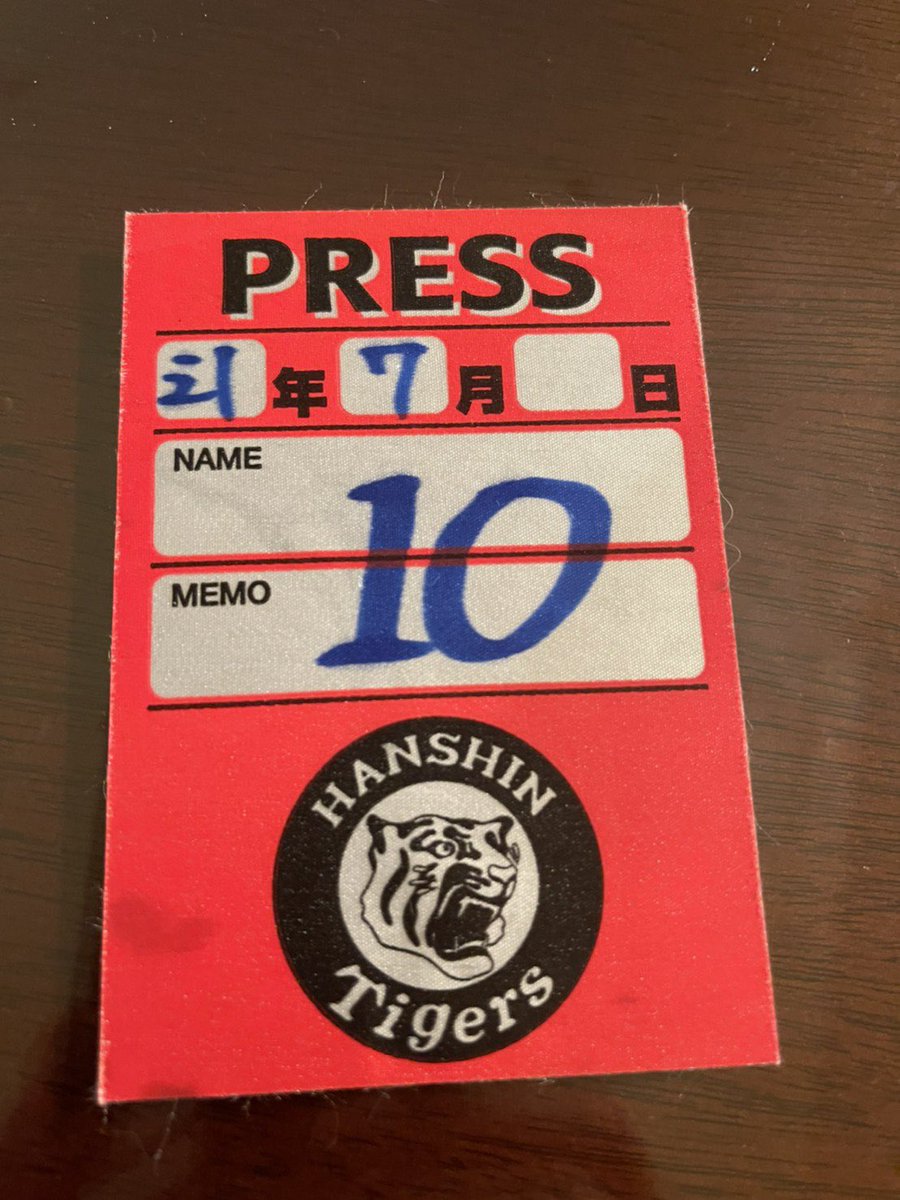 PRESS
年 7 月 日
NAME
10
MEMO
HANSHIN
Tigers